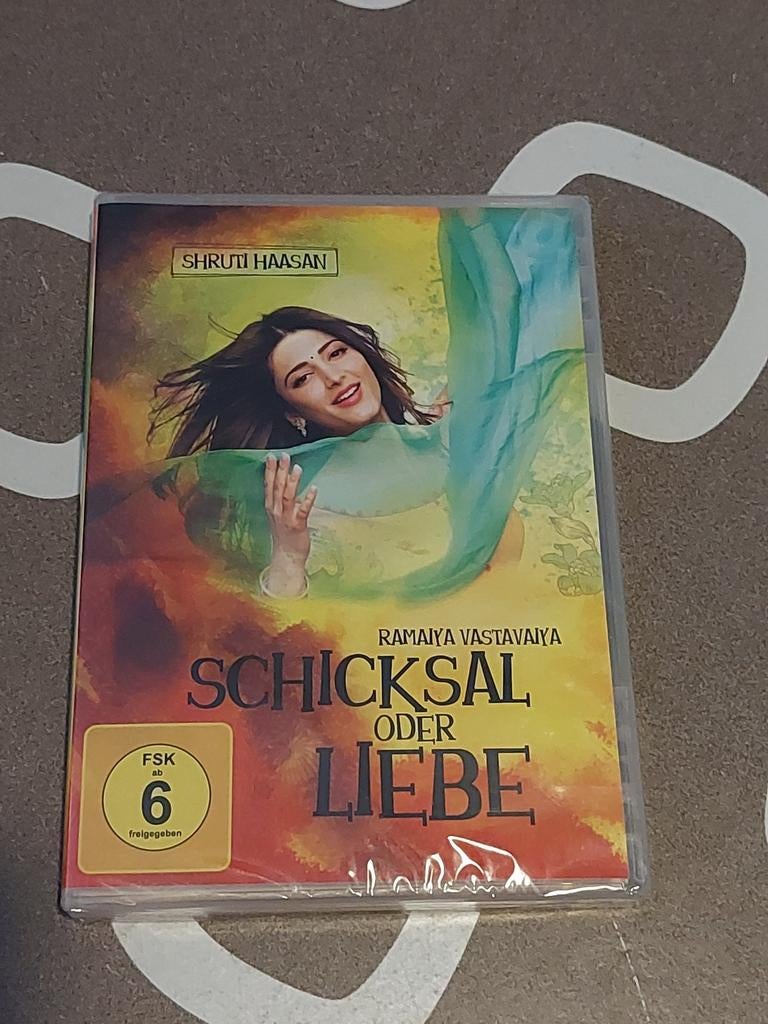 SHRUTI HAASAN
RAMAIYA VASTAVAIYA
SCHICKSAL
ODER
LIEBE
FSK
ab
6
freigegeben